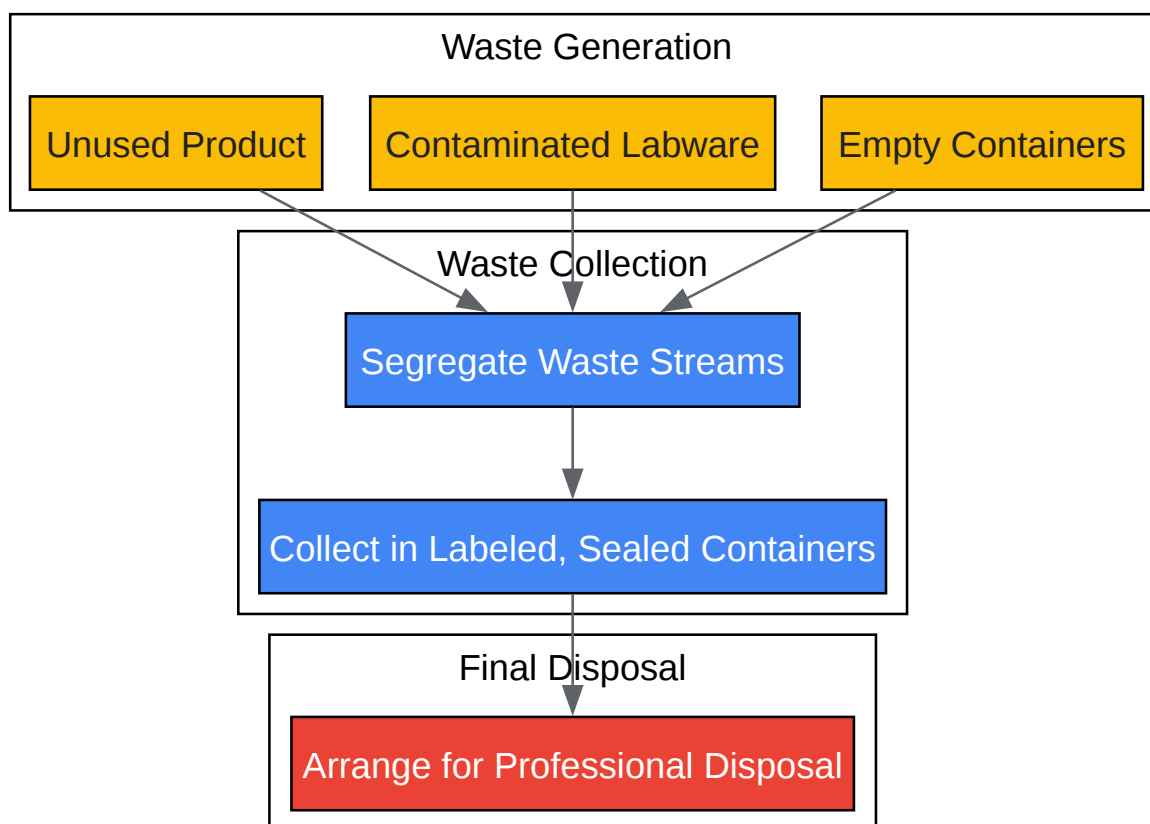 Waste Generation
Unused Product
Contaminated Labware
Empty Containers
Waste Collection
Segregate Waste Streams
Collect in Labeled, Sealed Containers
Final Disposal
Arrange for Professional Disposal